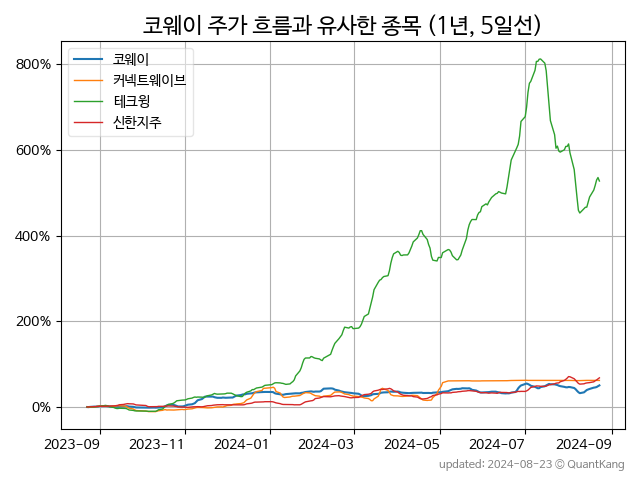 코웨이 주가 흐름과 유사한 종목 (1년, 5일선)
코웨이
커넥트웨이브
테크윙
신한지주
800%
600%
400%
200%
0%
2023-09 2023-11 2024-01 2024-03 2024-05 2024-07 2024-09
updated: 2024-08-23 © QuantKang